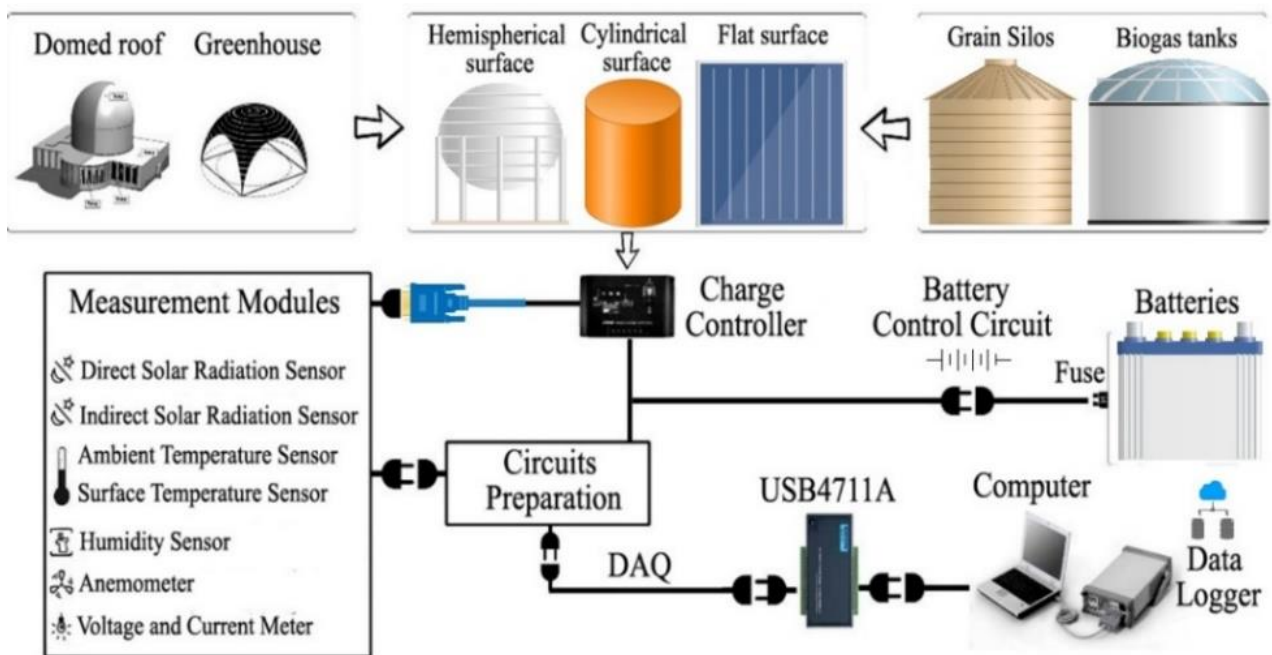 Domed roof
Greenhouse
Hemispherical
surface
Cylindrical
surface
Flat surface
Grain Silos
Biogas tanks
Measurement Modules
Direct Solar Radiation Sensor
Indirect Solar Radiation Sensor
Ambient Temperature Sensor
Surface Temperature Sensor
Humidity Sensor
Anemometer
Voltage and Current Meter
Charge
Controller
Battery
Control Circuit
Fuse
Batteries
Circuits
Preparation
DAQ
USB4711A
Computer
Data
Logger